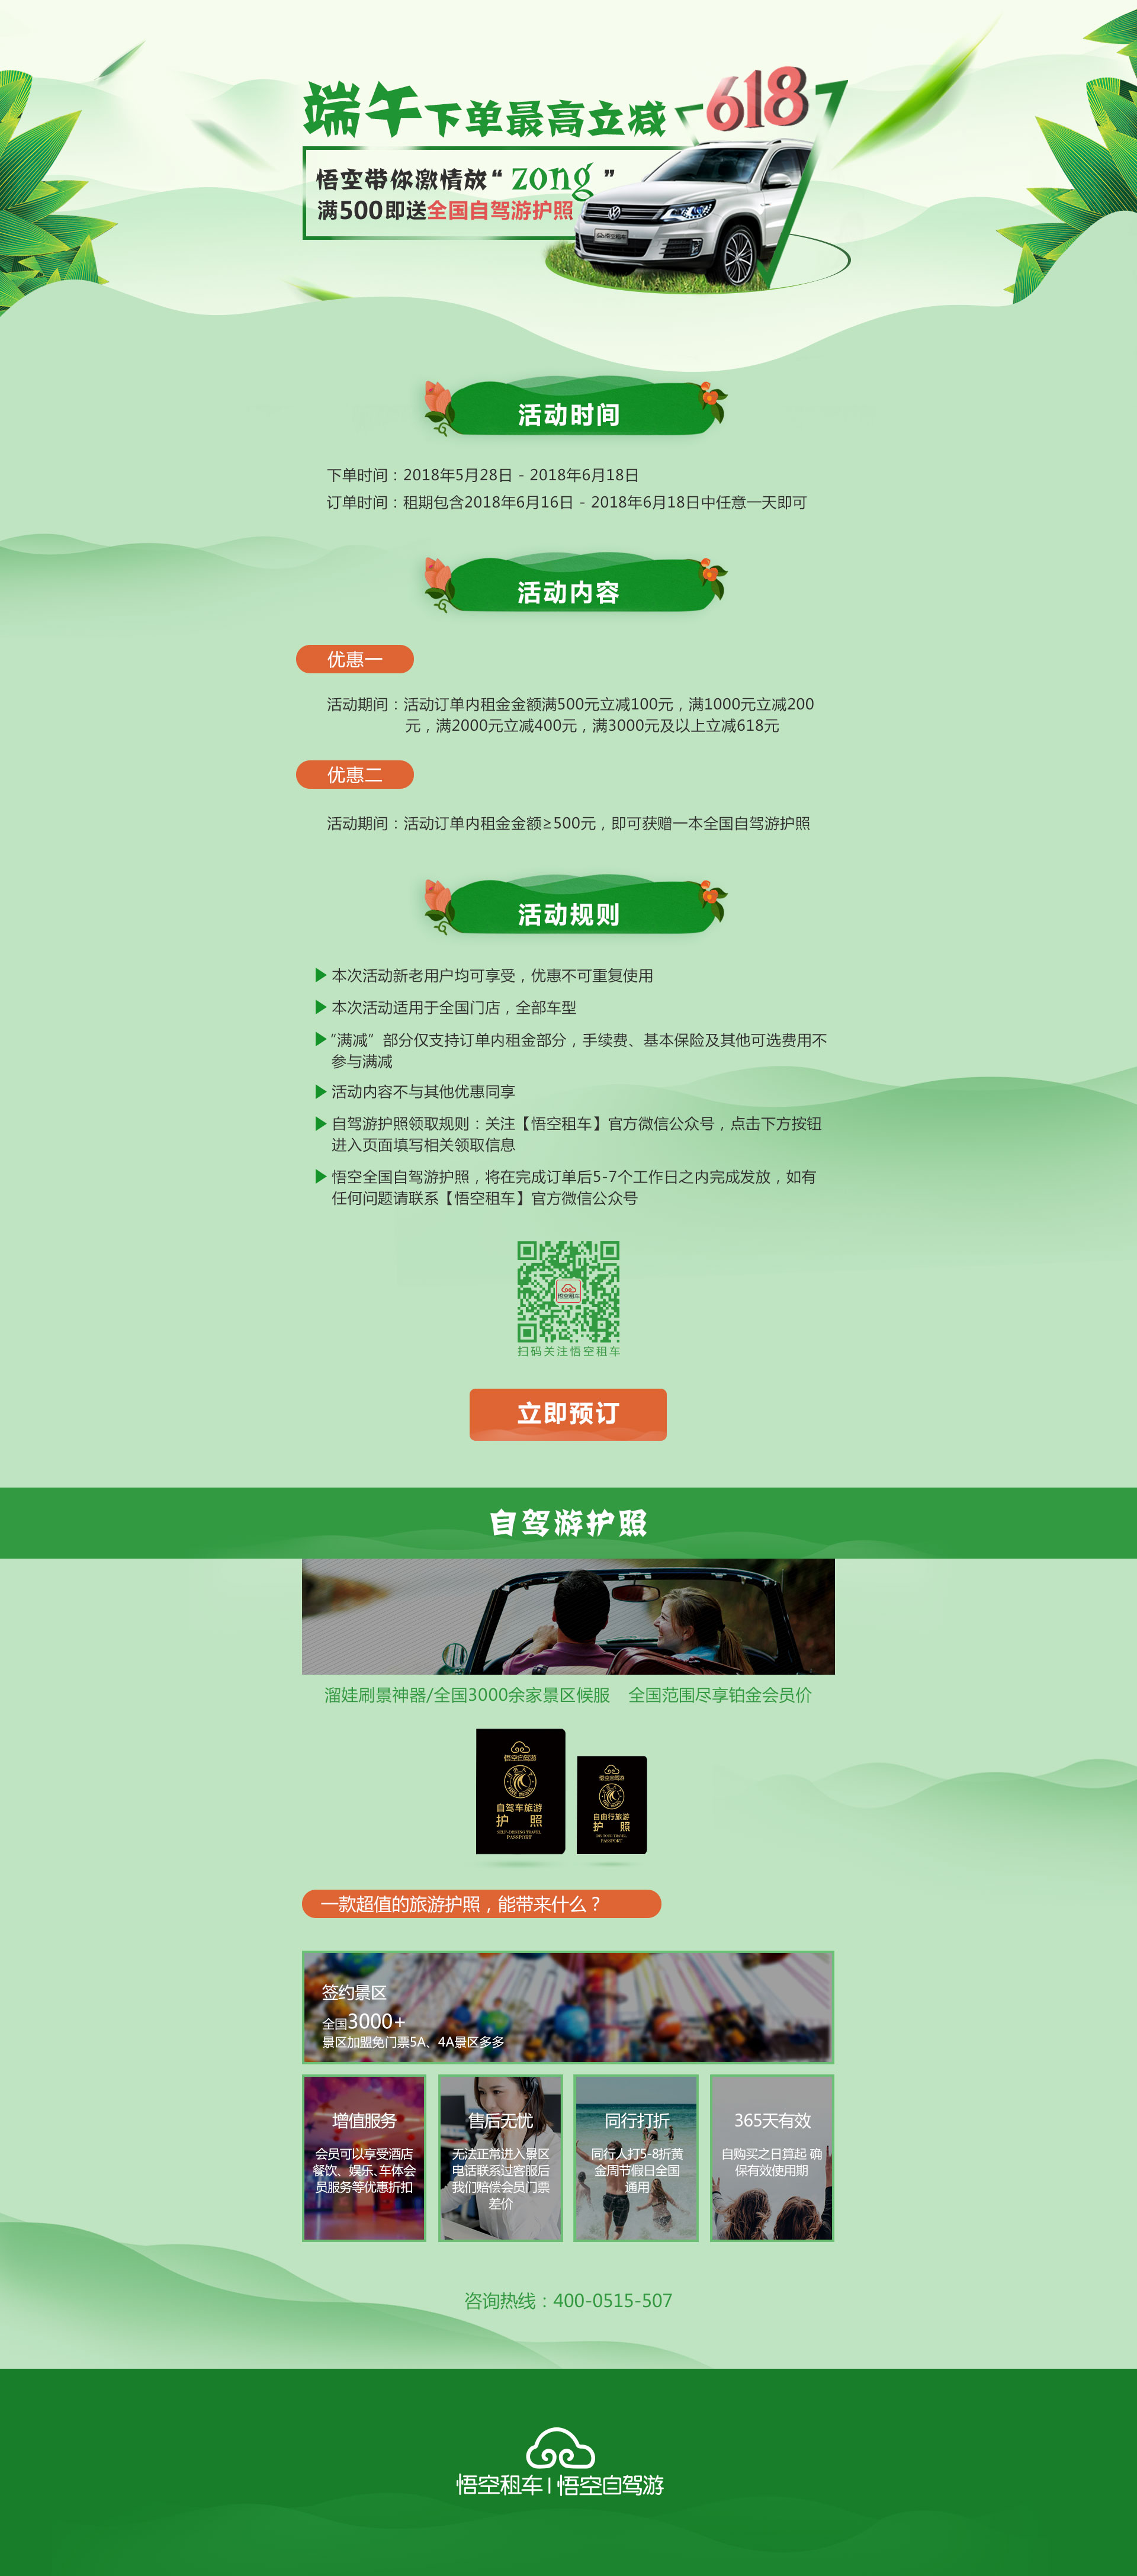 端午下单最高立减618
悟空带你激情放“zong”
满500即送全国自驾游护照
悟空租车
活动时间
下单时间：2018年5月28日 - 2018年6月18日
订单时间：租期包含2018年6月16日 - 2018年6月18日中任意一天即可
活动内容
优惠一
活动期间：活动订单内租金金额满500元立减100元，满1000元立减200
元，满2000元立减400元，满3000元及以上立减618元
优惠二
活动期间：活动订单内租金金额≥500元，即可获赠一本全国自驾游护照
活动规则
本次活动新老用户均可享受，优惠不可重复使用
本次活动适用于全国门店，全部车型
“满减”部分仅支持订单内租金部分，手续费、基本保险及其他可选费用不
参与满减
活动内容不与其他优惠同享
自驾游护照领取规则：关注【悟空租车】官方微信公众号，点击下方按钮
进入页面填写相关领取信息
悟空全国自驾游护照，将在完成订单后5-7个工作日之内完成发放，如有
任何问题请联系【悟空租车】官方微信公众号
悟空租车
扫码关注悟空租车
立即预订
自驾游护照
溜娃刷景神器/全国3000余家景区候服 全国范围尽享铂金会员价
悟空自驾游
自驾车旅游
护 照
SELF-DRIVING TRAVEL
PASSPORT
悟空自驾游
自由行旅游
护 照
PASSPORT
一款超值的旅游护照，能带来什么？
签约景区
全国3000+
景区加盟免门票5A、4A景区多多
增值服务
会员可以享受酒店
餐饮、娱乐、车体会
员服务等优惠折扣
售后无忧
无法正常进入景区
电话联系过客服后
我们赔偿会员门票
差价
同行打折
同行人打5-8折黄
金周节假日全国
通用
365天有效
自购买之日算起 确
保有效使用期
咨询热线：400-0515-507
悟空租车 | 悟空自驾游